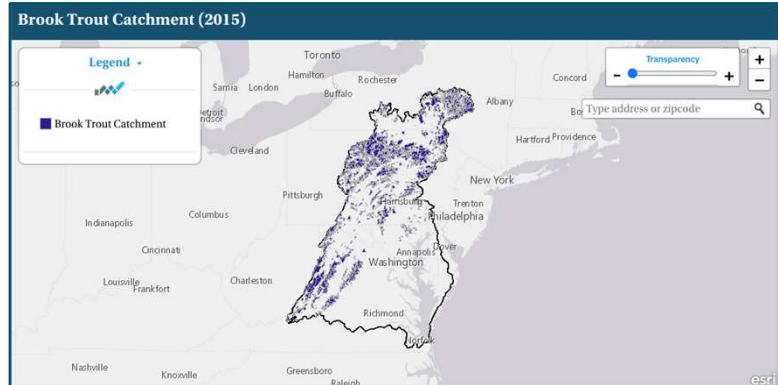 Brook Trout Catchment (2015)
Legend
Brook Trout Catchment
Transparency
- +
+
-
Type address or zipcode
Toronto
Hamilton
Rochester
Sarnia
London
Buffalo
Albany
Concord
Cleveland
Hartford
Providence
New York
Pittsburgh
Harrisburg
Trenton
Philadelphia
Columbus
Indianapolis
Dover
Annapolis
Washington
Cincinnati
Louisville
Frankfort
Charleston
Richmond
Norfolk
Nashville
Knoxville
Greensboro
Raleigh
esri